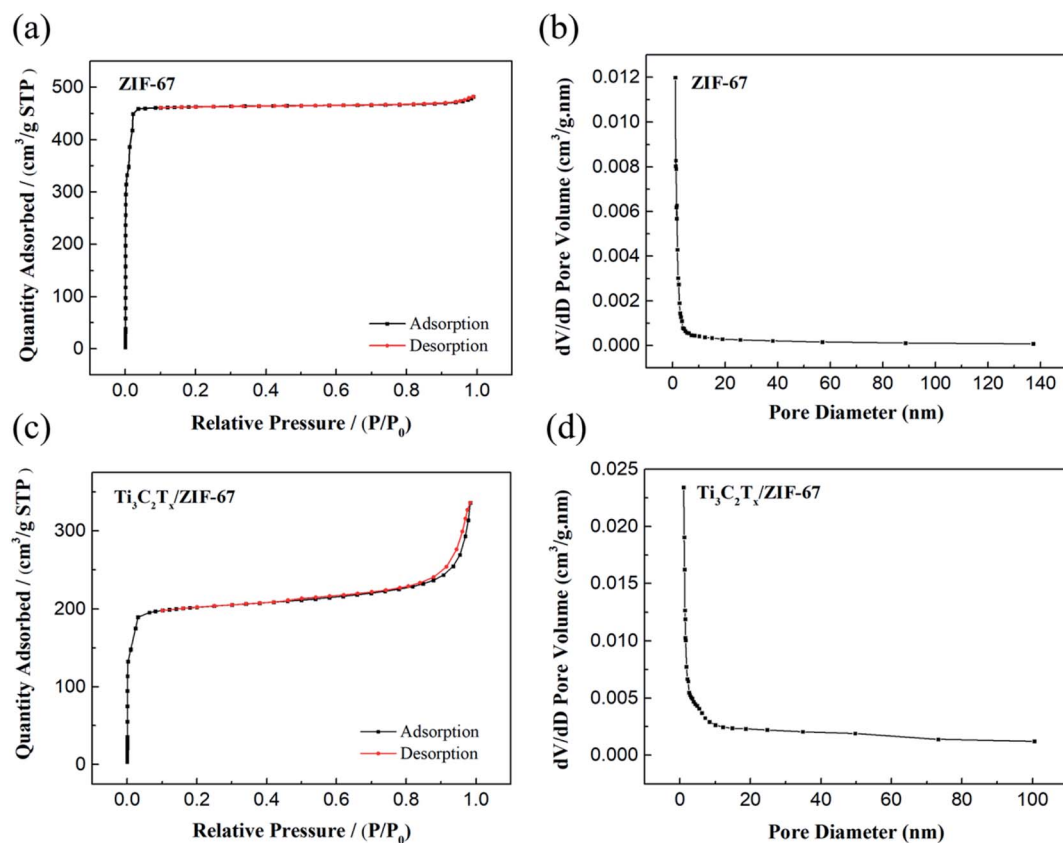 (a)
ZIF-67
500
400
300
200
100
0
Quantity Adsorbed / (cm³/g STP )
Adsorption
Desorption
0.0 0.2 0.4 0.6 0.8 1.0
Relative Pressure / (P/P₀)
(b)
ZIF-67
0.012
0.010
0.008
0.006
0.004
0.002
0.000
dV/dD Pore Volume (cm³/g.nm)
0 20 40 60 80 100 120 140
Pore Diameter (nm)
(c)
Ti₃C₂Tₓ/ZIF-67
300
200
100
0
Quantity Adsorbed / (cm³/g STP )
Adsorption
Desorption
0.0 0.2 0.4 0.6 0.8 1.0
Relative Pressure / (P/P₀)
(d)
Ti₃C₂Tₓ/ZIF-67
0.025
0.020
0.015
0.010
0.005
0.000
dV/dD Pore Volume (cm³/g.nm)
0 20 40 60 80 100
Pore Diameter (nm)